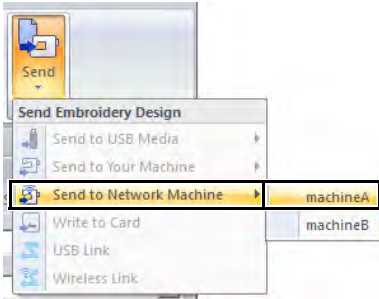 Send
Send Embroidery Design
Send to USB Media
Send to Your Machine
Send to Network Machine
machineA
Write to Card
machineB
USB Link
Wireless Link